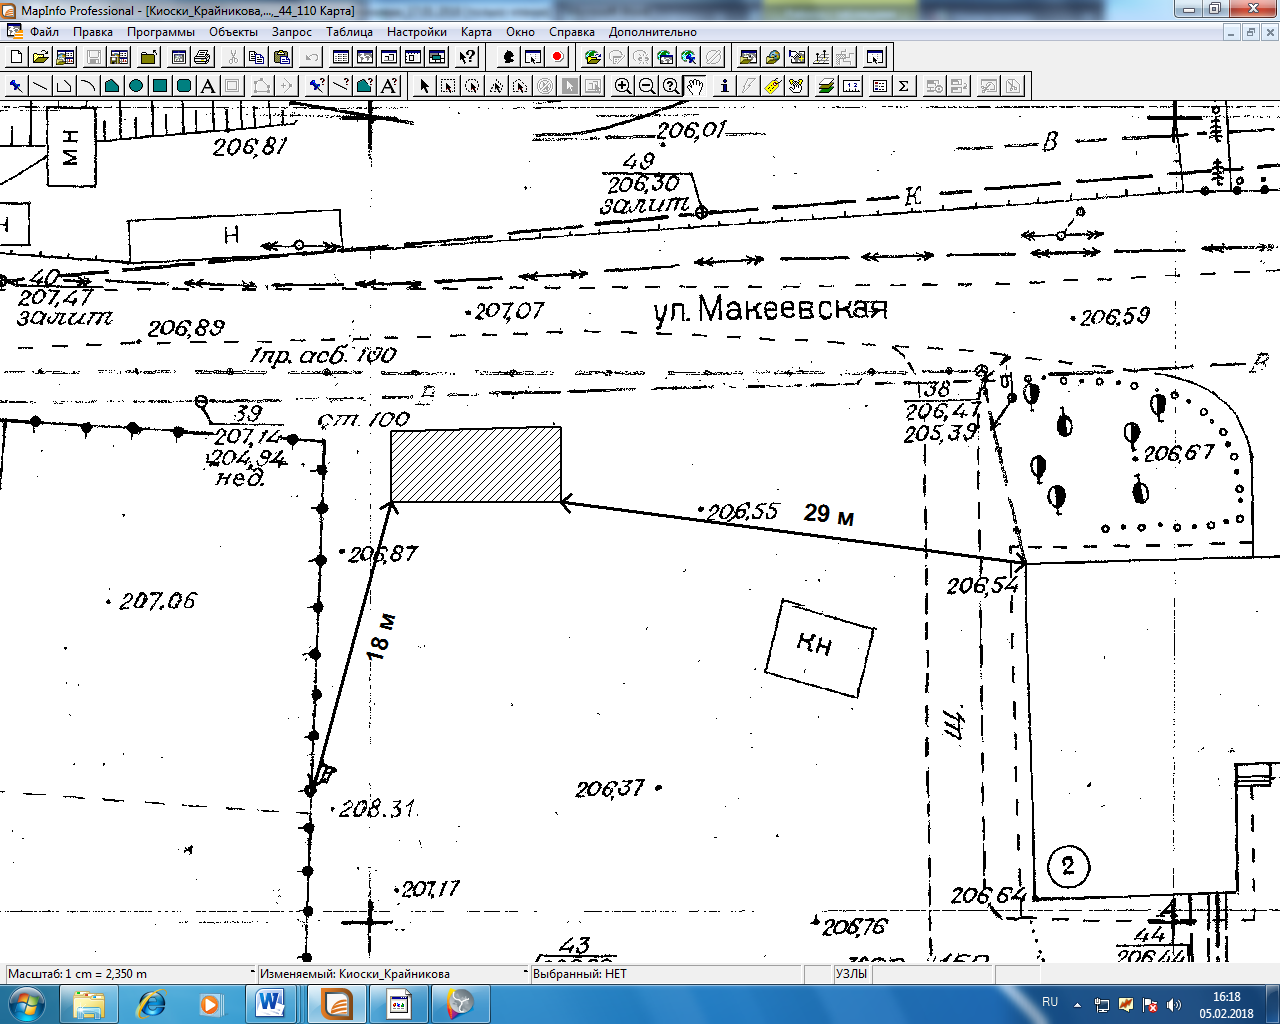 MapInfo Professional - [Киоски_Крайникова,..., _44_110 Карта]
Файл Правка Программы Объекты Запрос Таблица Настройки Карта Окно Справка Дополнительно
206,81
206,01
В
МН
49
206,30
залит
К
Н
Н
40
207,47
залит
207,07
ул. Макеевская
206,59
206,89
1пр. асб. 100
В
В
38
206,47
205,39
39
207,14
204,94
нед.
ст. 100
206,67
206,55
29 м
206,87
206,54
207.06
18 м
КН
Щ.
206,37
208.31
2
207,17
206,64
206,76
43
44
206,44
Масштаб: 1 cm = 2,350 m
Изменяемый: Киоски_Крайникова
Выбранный: НЕТ
УЗЛЫ
RU
16:18
05.02.2018